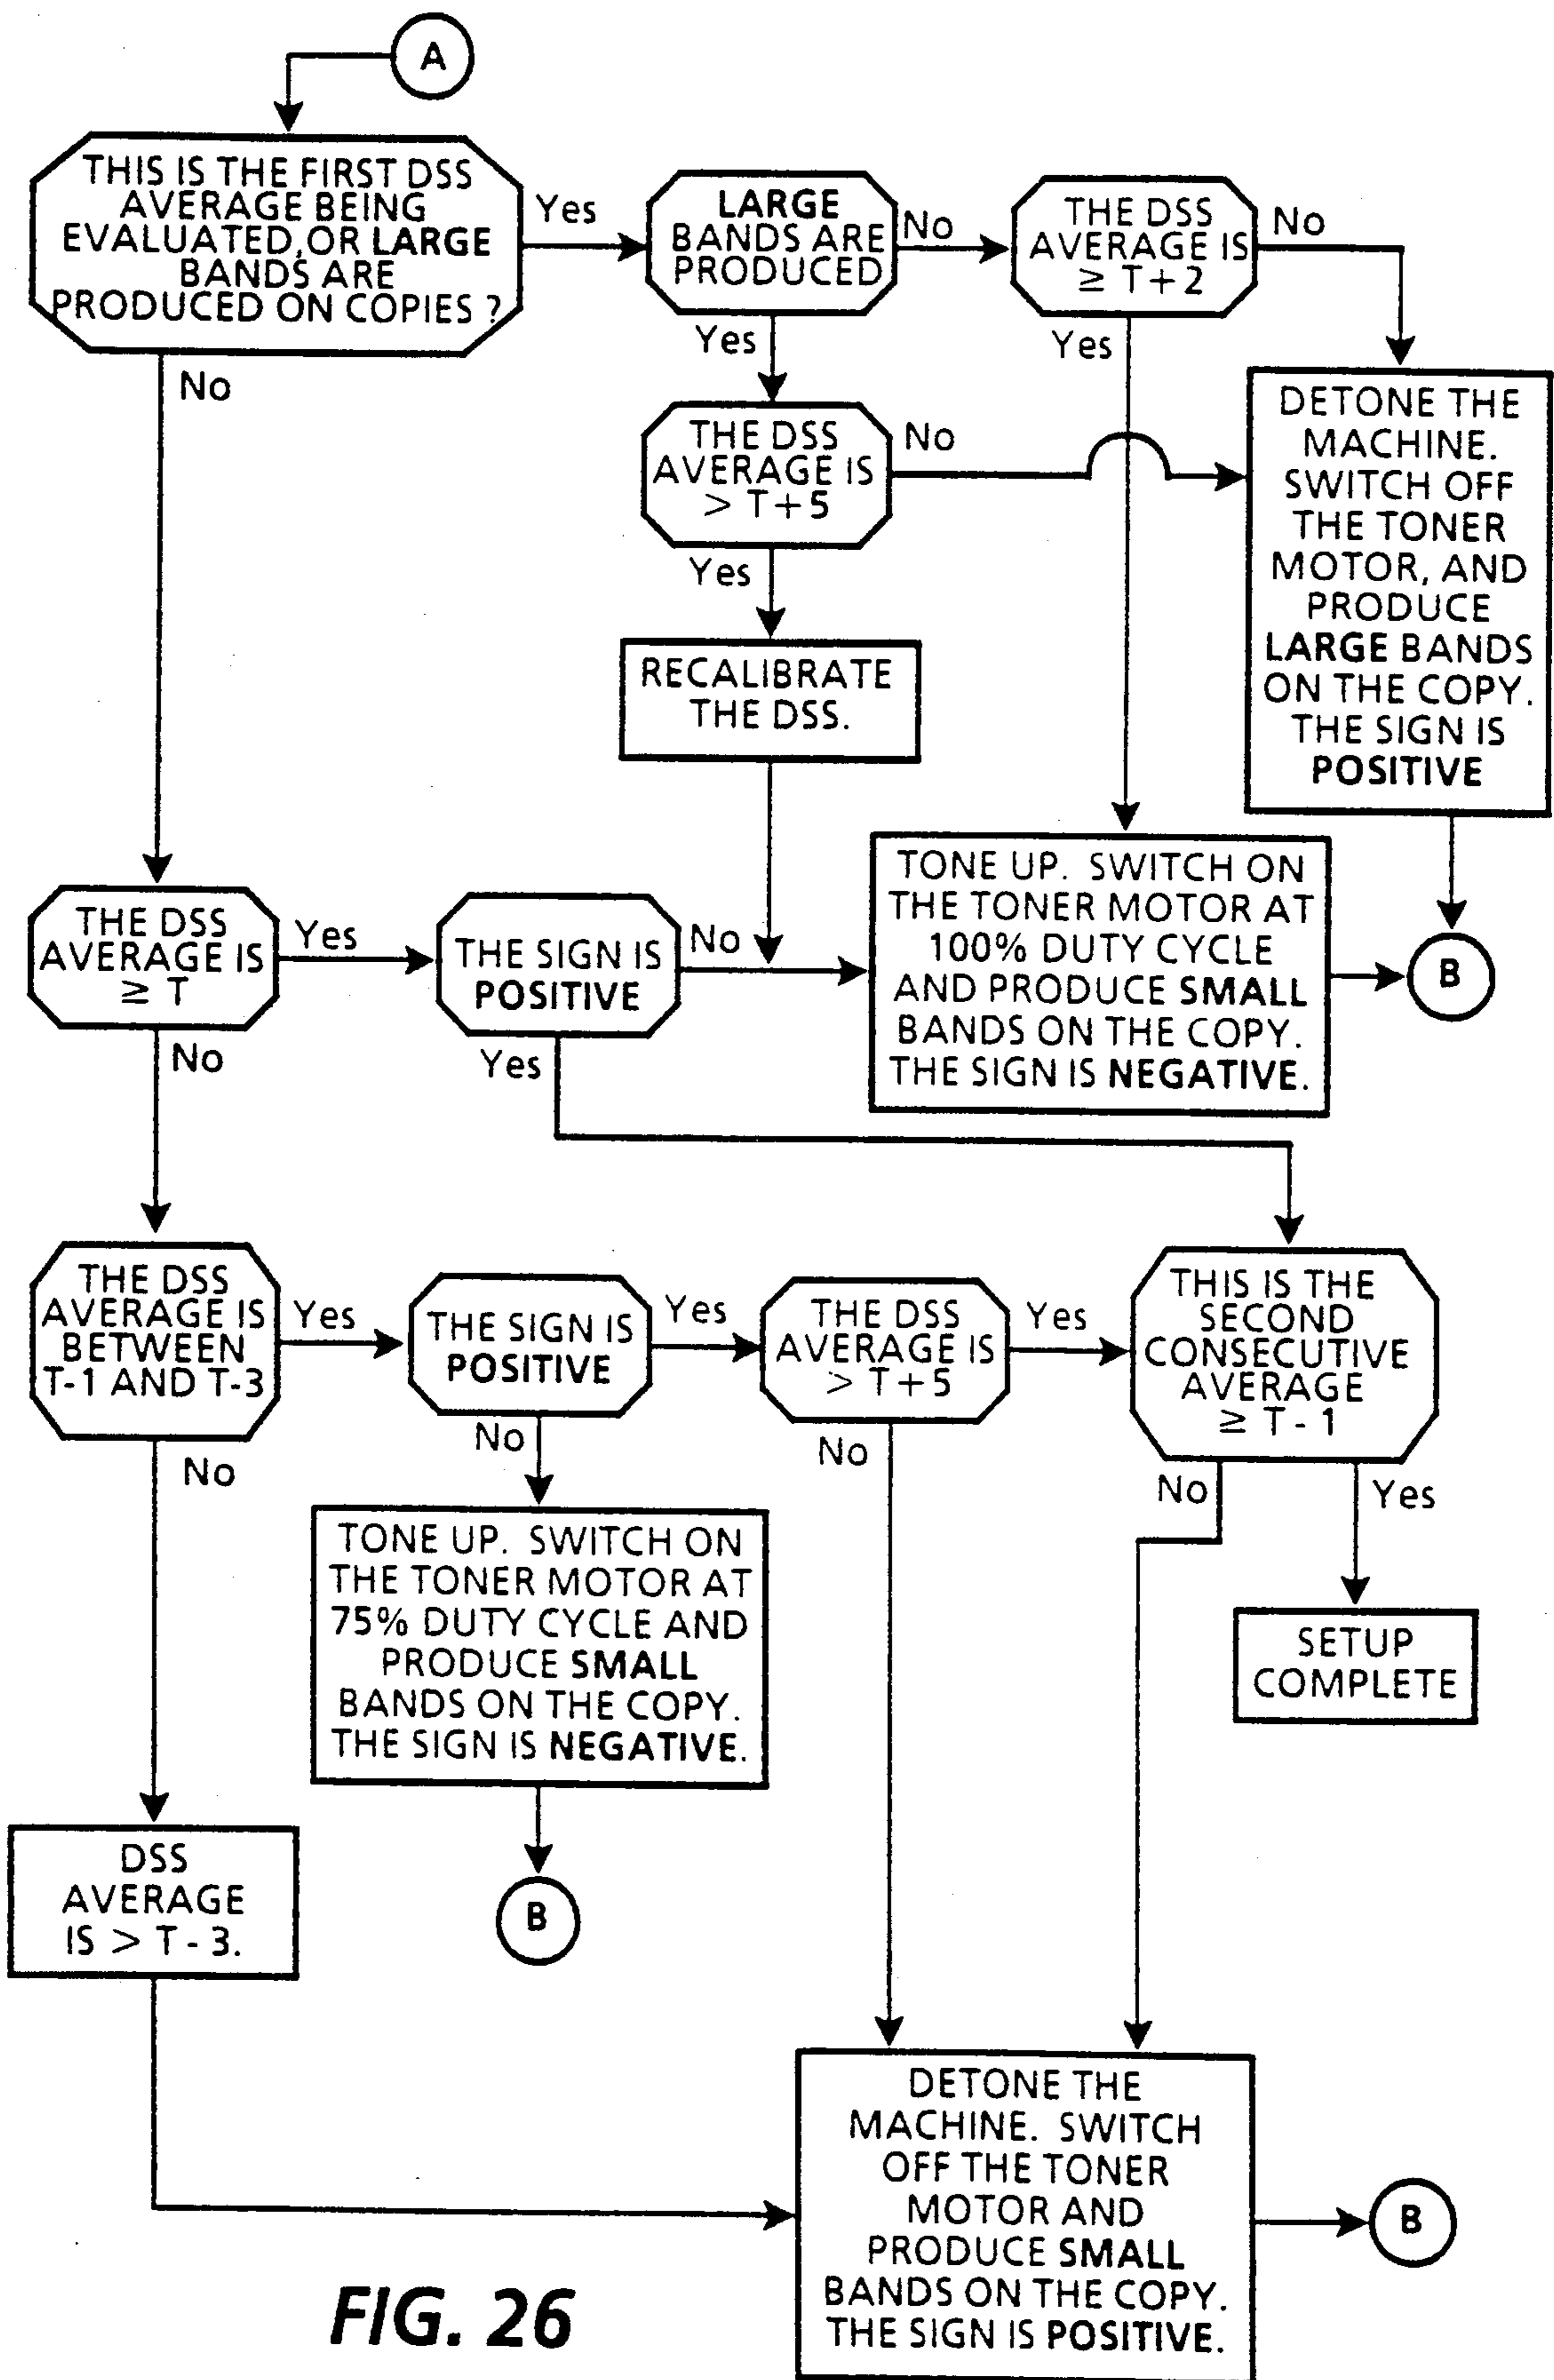 A
THIS IS THE FIRST DSS
AVERAGE BEING
EVALUATED, OR LARGE
BANDS ARE
PRODUCED ON COPIES ?
Yes
No
LARGE
BANDS ARE
PRODUCED
No
Yes
THE DSS
AVERAGE IS
≥ T+2
No
Yes
THE DSS
AVERAGE IS
> T+5
No
Yes
RECALIBRATE
THE DSS.
DETONE THE
MACHINE.
SWITCH OFF
THE TONER
MOTOR, AND
PRODUCE
LARGE BANDS
ON THE COPY.
THE SIGN IS
POSITIVE
THE DSS
AVERAGE IS
≥ T
Yes
No
THE SIGN IS
POSITIVE
No
Yes
TONE UP. SWITCH ON
THE TONER MOTOR AT
100% DUTY CYCLE
AND PRODUCE SMALL
BANDS ON THE COPY.
THE SIGN IS NEGATIVE.
B
THE DSS
AVERAGE IS
BETWEEN
T-1 AND T-3
Yes
No
THE SIGN IS
POSITIVE
Yes
No
THE DSS
AVERAGE IS
> T+5
Yes
No
THIS IS THE
SECOND
CONSECUTIVE
AVERAGE
≥ T - 1
No
Yes
TONE UP. SWITCH ON
THE TONER MOTOR AT
75% DUTY CYCLE AND
PRODUCE SMALL
BANDS ON THE COPY.
THE SIGN IS NEGATIVE.
B
SETUP
COMPLETE
DSS
AVERAGE
IS > T - 3.
DETONE THE
MACHINE. SWITCH
OFF THE TONER
MOTOR AND
PRODUCE SMALL
BANDS ON THE COPY.
THE SIGN IS POSITIVE.
B
FIG. 26